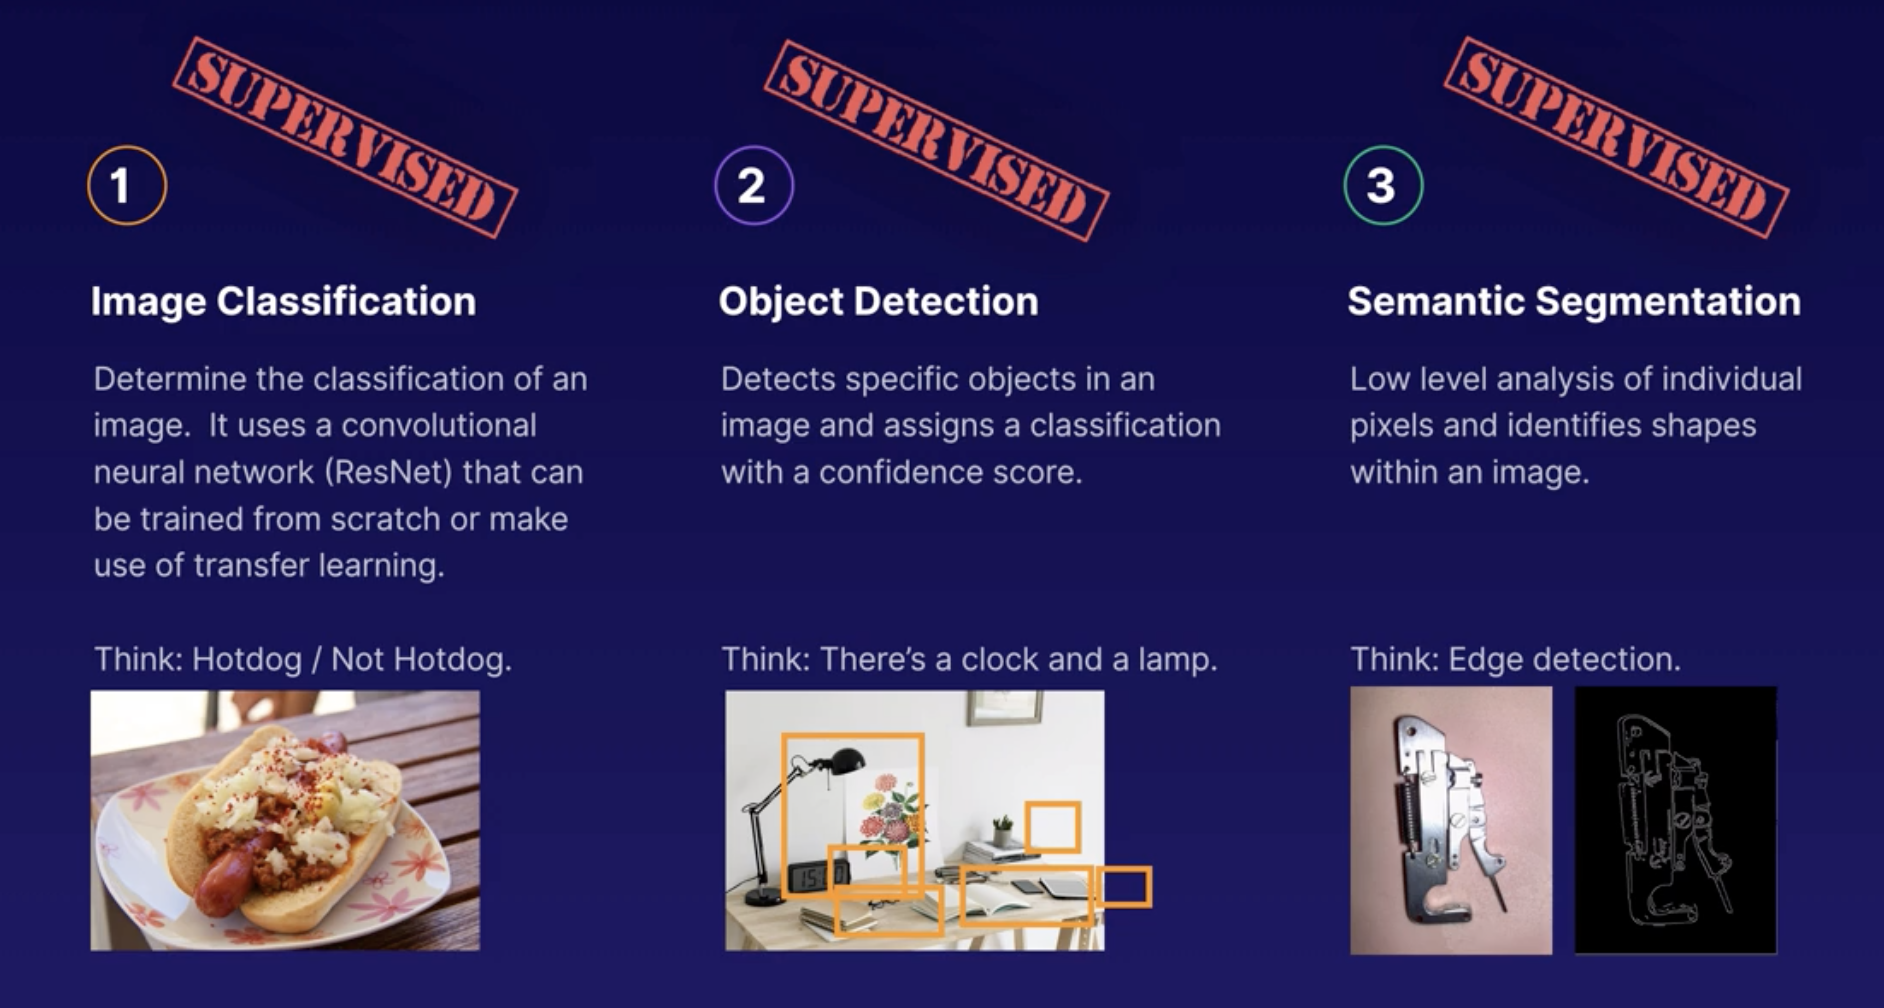 SUPERVISED
1
Image Classification
Determine the classification of an
image.  It uses a convolutional
neural network (ResNet) that can
be trained from scratch or make
use of transfer learning.
Think: Hotdog / Not Hotdog.
SUPERVISED
2
Object Detection
Detects specific objects in an
image and assigns a classification
with a confidence score.
Think: There's a clock and a lamp.
SUPERVISED
3
Semantic Segmentation
Low level analysis of individual
pixels and identifies shapes
within an image.
Think: Edge detection.